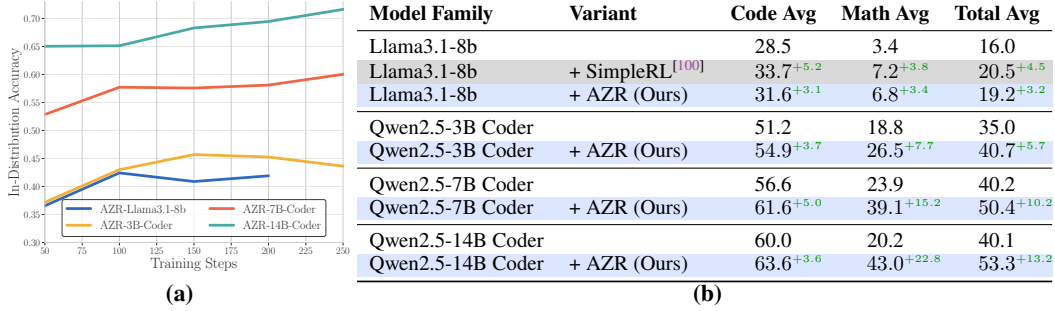 In-Distribution Accuracy
0.70
0.65
0.60
0.55
0.50
0.45
0.40
0.35
0.30
AZR-Llama3.1-8b AZR-7B-Coder
AZR-3B-Coder AZR-14B-Coder
50 75 100 125 150 175 200 225 250
Training Steps
(a)
Model Family Variant Code Avg Math Avg Total Avg
Llama3.1-8b 28.5 3.4 16.0
Llama3.1-8b + SimpleRL[100] 33.7+5.2 7.2+3.8 20.5+4.5
Llama3.1-8b + AZR (Ours) 31.6+3.1 6.8+3.4 19.2+3.2
Qwen2.5-3B Coder 51.2 18.8 35.0
Qwen2.5-3B Coder + AZR (Ours) 54.9+3.7 26.5+7.7 40.7+5.7
Qwen2.5-7B Coder 56.6 23.9 40.2
Qwen2.5-7B Coder + AZR (Ours) 61.6+5.0 39.1+15.2 50.4+10.2
Qwen2.5-14B Coder 60.0 20.2 40.1
Qwen2.5-14B Coder + AZR (Ours) 63.6+3.6 43.0+22.8 53.3+13.2
(b)